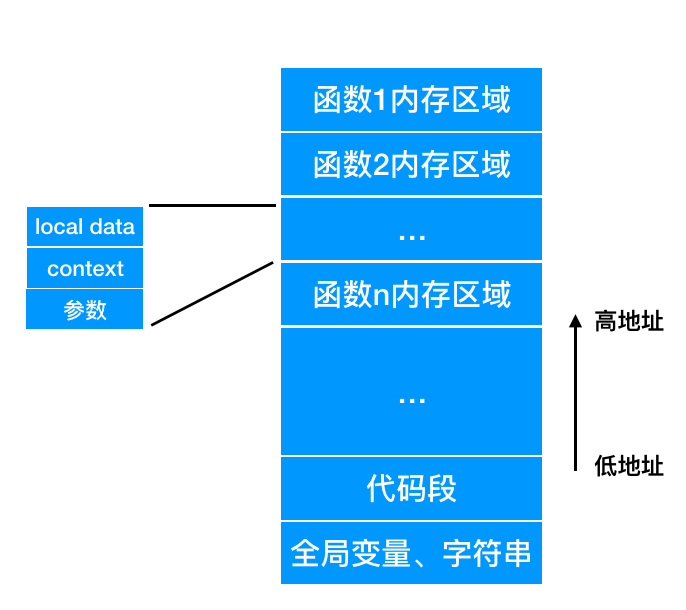 函数1内存区域
函数2内存区域
...
函数n内存区域
...
代码段
全局变量、字符串
local data
context
参数
高地址
低地址